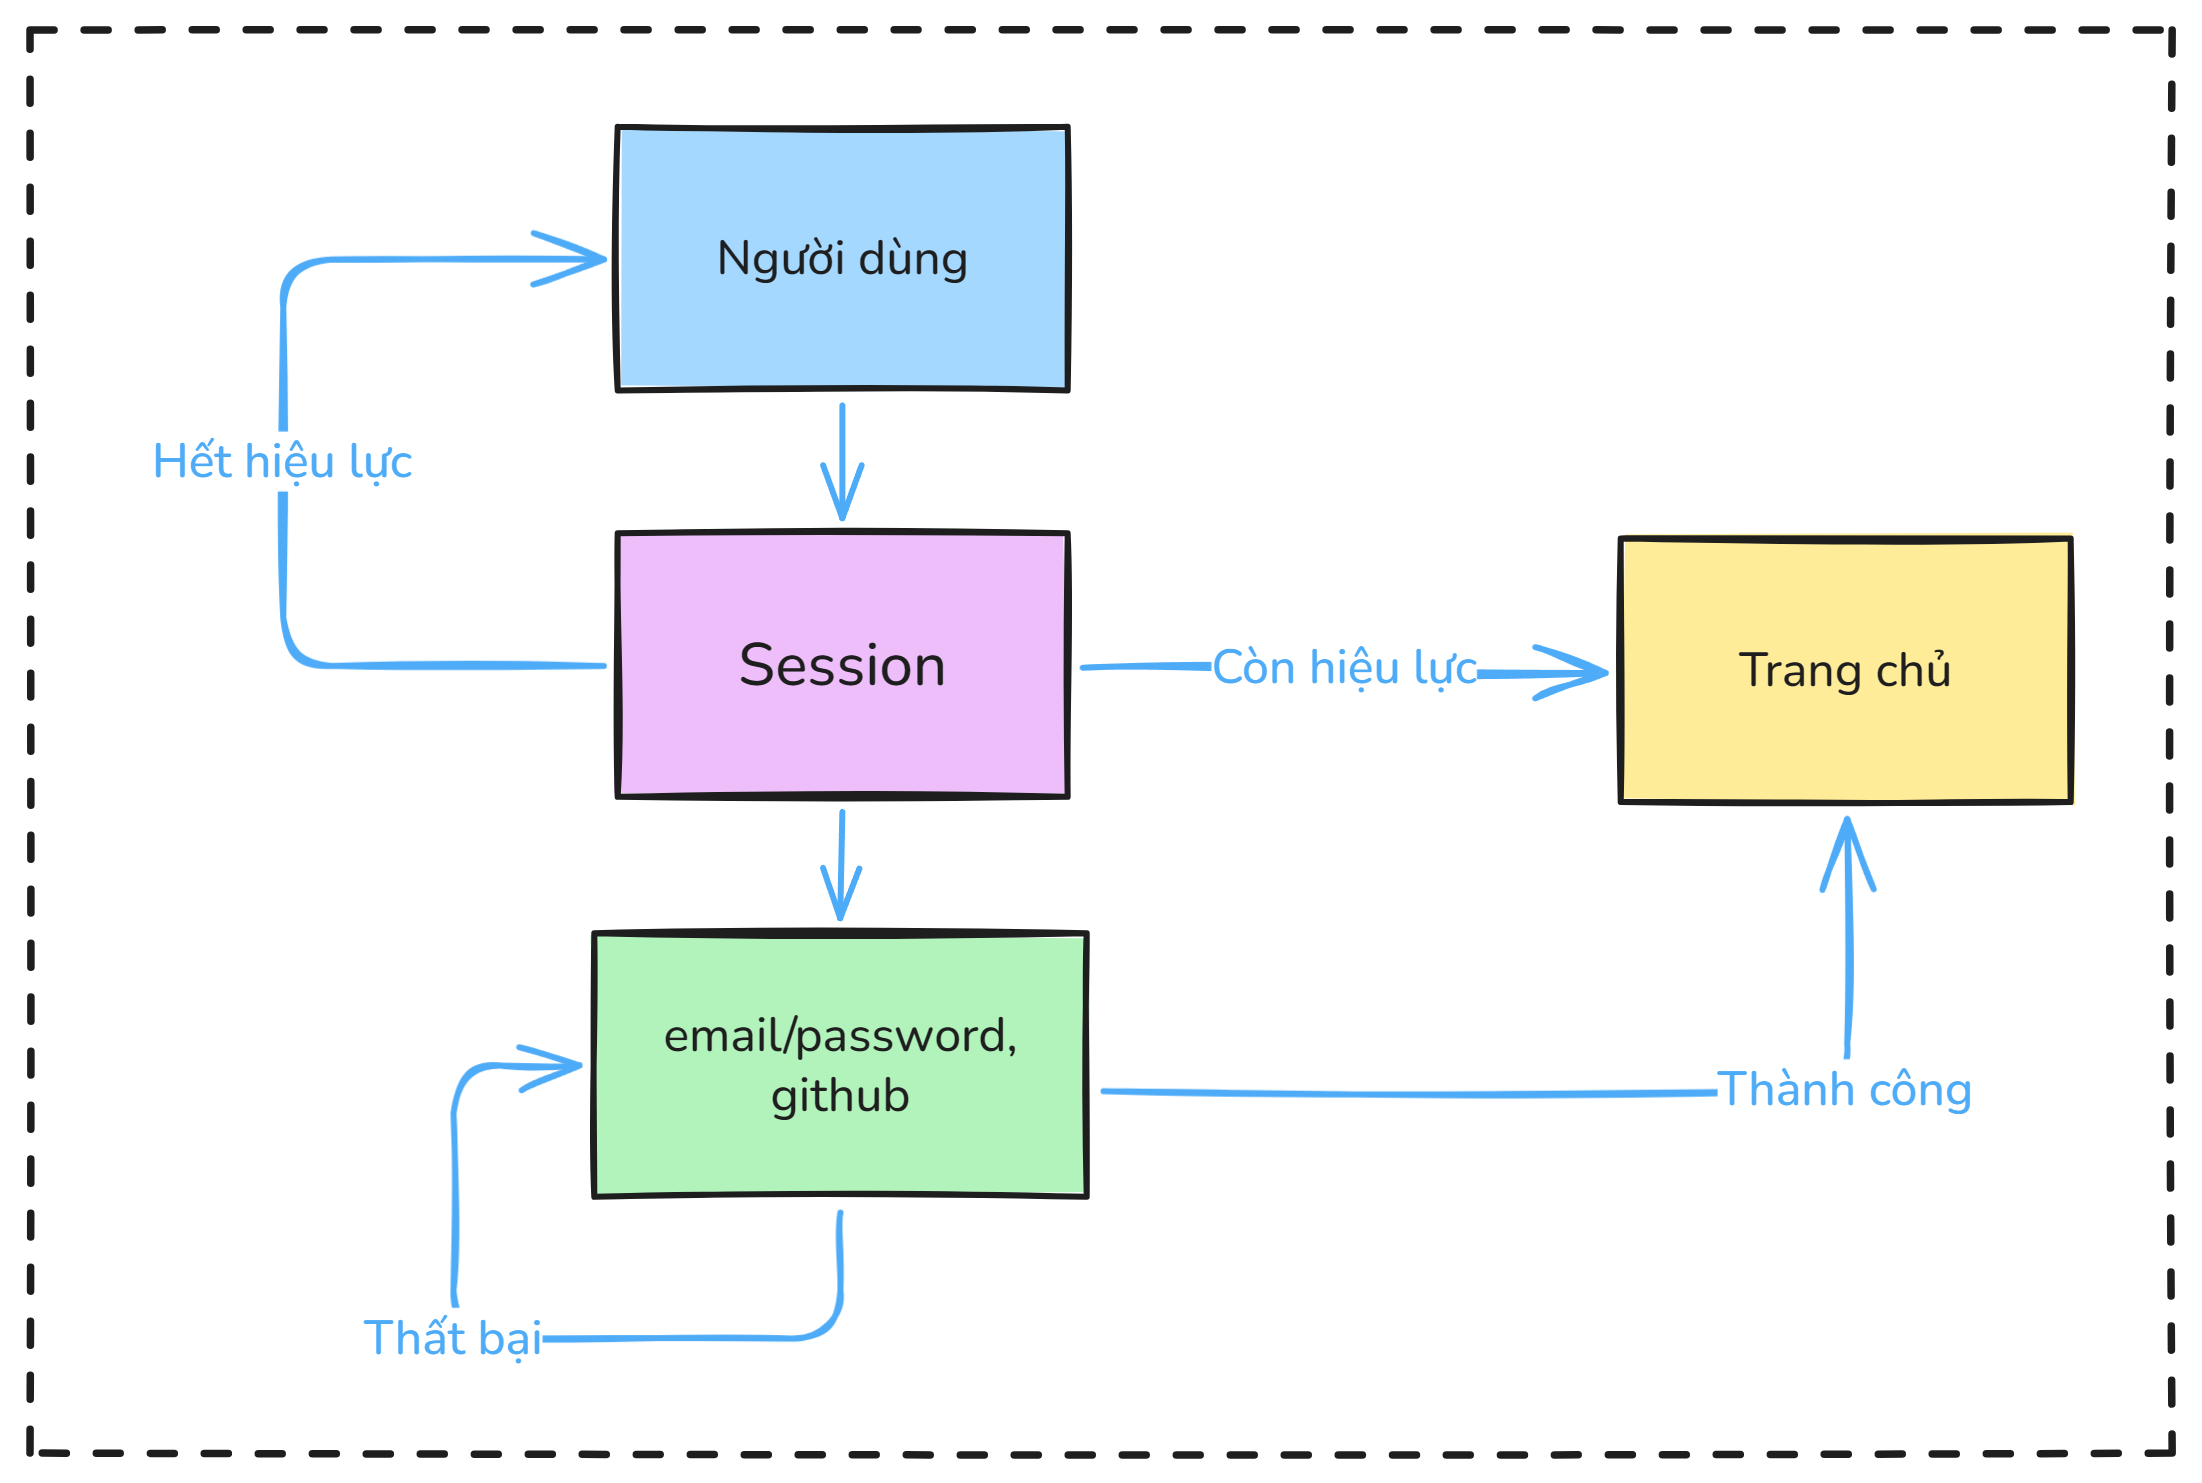 Người dùng
Hết hiệu lực
Session
Còn hiệu lực
Trang chủ
email/password,
github
Thành công
Thất bại